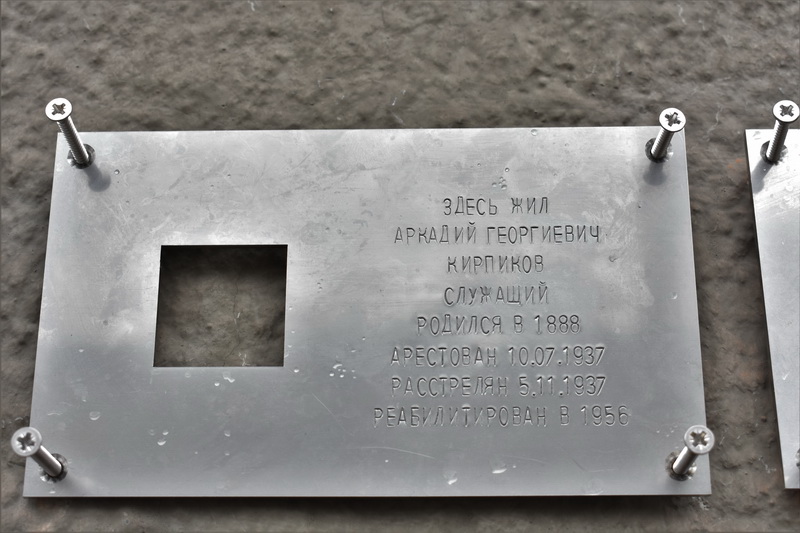 ЗДЕСЬ ЖИЛ
АРКАДИЙ ГЕОРГИЕВИЧ
КИРПИКОВ
СЛУЖАЩИЙ
РОДИЛСЯ В 1888
АРЕСТОВАН 10.07.1937
РАССТРЕЛЯН 5.11.1937
РЕАБИЛИТИРОВАН В 1956